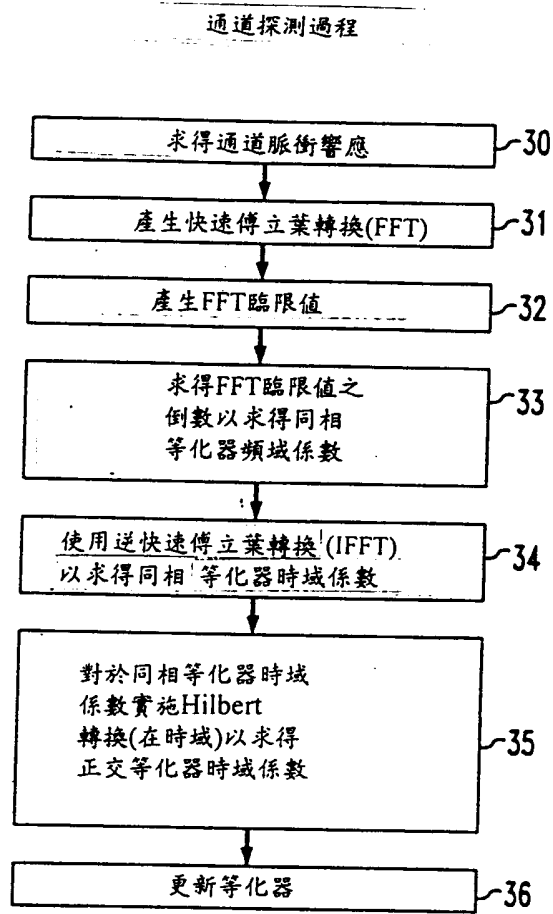 通道探測過程
求得通道脈衝響應
30
產生快速傅立葉轉換(FFT)
31
產生FFT臨限值
32
求得FFT臨限值之
倒數以求得同相
等化器頻域係數
33
使用逆快速傅立葉轉換(IFFT)
以求得同相等化器時域係數
34
對於同相等化器時域
係數實施Hilbert
轉換(在時域)以求得
正交等化器時域係數
35
更新等化器
36